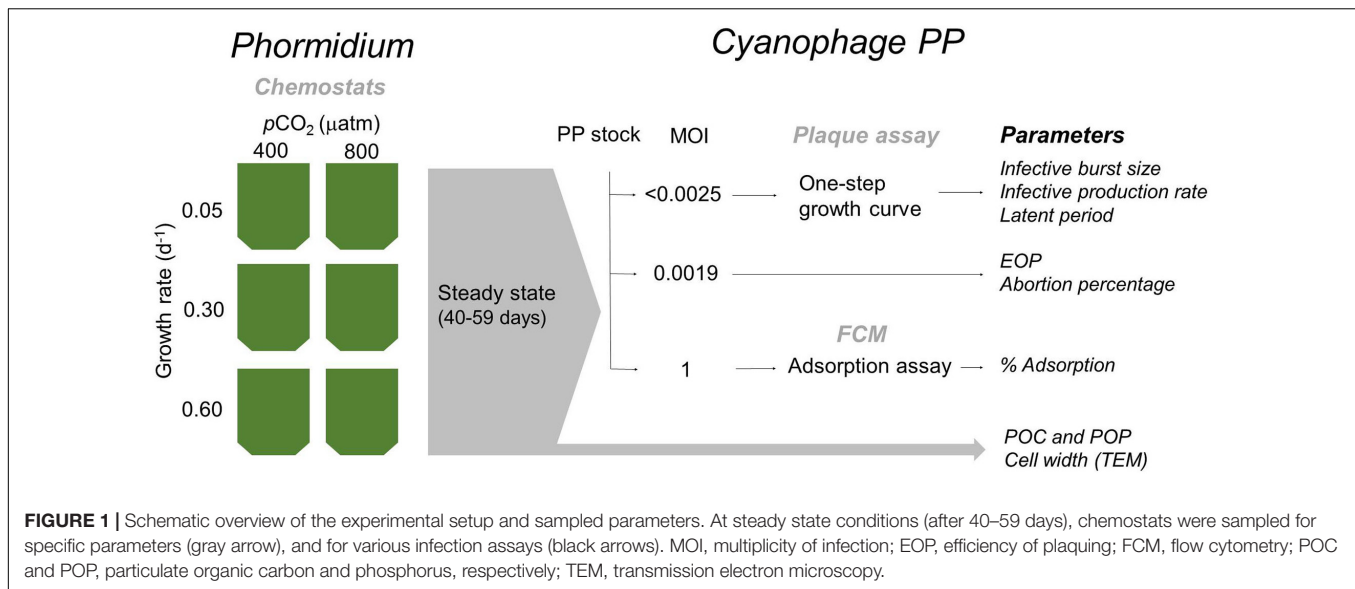 Phormidium
Cyanophage PP
Chemostats
pCO₂ (µatm)
400 800
Growth rate (d⁻¹)
0.05
0.30
0.60
Steady state
(40-59 days)
PP stock MOI Plaque assay Parameters
<0.0025
One-step
growth curve
Infective burst size
Infective production rate
Latent period
0.0019
EOP
Abortion percentage
FCM
1 Adsorption assay % Adsorption
POC and POP
Cell width (TEM)
FIGURE 1 | Schematic overview of the experimental setup and sampled parameters. At steady state conditions (after 40–59 days), chemostats were sampled for
specific parameters (gray arrow), and for various infection assays (black arrows). MOI, multiplicity of infection; EOP, efficiency of plaquing; FCM, flow cytometry; POC
and POP, particulate organic carbon and phosphorus, respectively; TEM, transmission electron microscopy.